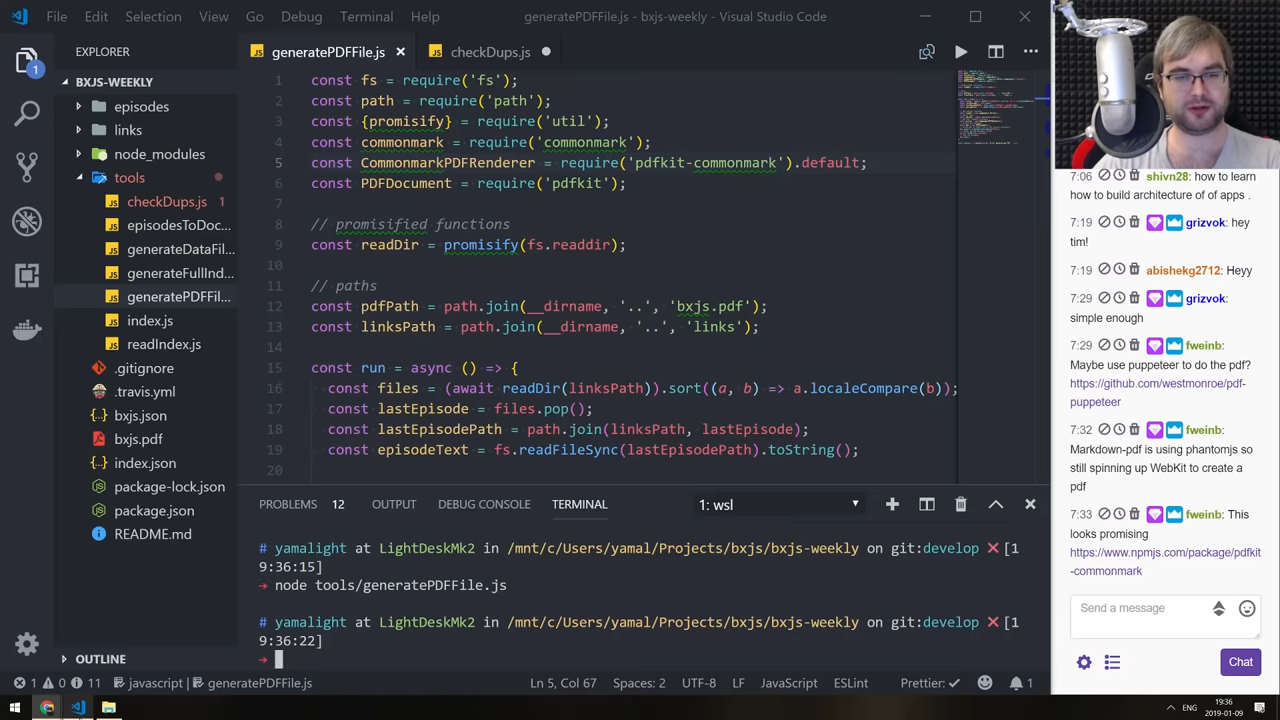 File Edit Selection View Go Debug Terminal Help generatePDFFile.js - bxjs-weekly - Visual Studio Code
EXPLORER
1
BXJS-WEEKLY
episodes
links
node_modules
tools
checkDups.js 1
episodesToDoc...
generateDataFil...
generateFullInd...
generatePDFFil...
index.js
readIndex.js
.gitignore
.travis.yml
bxjs.json
bxjs.pdf
index.json
package-lock.json
package.json
README.md
OUTLINE
JS generatePDFFile.js JS checkDups.js
1 const fs = require('fs');
2 const path = require('path');
3 const {promisify} = require('util');
4 const commonmark = require('commonmark');
5 const commonmarkPDFRenderer = require('pdfkit-commonmark').default;
6 const PDFDocument = require('pdfkit');
7
8 // promisified functions
9 const readDir = promisify(fs.readdir);
10
11 // paths
12 const pdfPath = path.join(__dirname, '..', 'bxjs.pdf');
13 const linksPath = path.join(__dirname, '..', 'links');
14
15 const run = async () => {
16 const files = (await readDir(linksPath)).sort((a, b) => a.localeCompare(b));
17 const lastEpisode = files.pop();
18 const lastEpisodePath = path.join(linksPath, lastEpisode);
19 const episodeText = fs.readFileSync(lastEpisodePath).toString();
20
PROBLEMS 12 OUTPUT DEBUG CONSOLE TERMINAL 1: wsl
# yamalight at LightDeskMk2 in /mnt/c/Users/yamal/Projects/bxjs/bxjs-weekly on git:develop ✖ [1
9:36:15]
→ node tools/generatePDFFile.js
# yamalight at LightDeskMk2 in /mnt/c/Users/yamal/Projects/bxjs/bxjs-weekly on git:develop ✖ [1
9:36:22]
→
1 0 11 javascript | generatePDFFile.js Ln 5, Col 67 Spaces: 2 UTF-8 LF JavaScript ESLint Prettier: ✓ 1
7:06 shivn28: how to learn
how to build architecture of of apps .
7:19 grizvok: hey
tim!
7:19 abishekg2712: Heyy
7:29 grizvok:
simple enough
7:29 fweinb:
Maybe use puppeteer to do the pdf?
https://github.com/westmonroe/pdf-
puppeteer
7:32 fweinb:
Markdown-pdf is using phantomjs so
still spinning up WebKit to create a
pdf
7:33 fweinb: This
looks promising
https://www.npmjs.com/package/pdfkit
-commonmark
Send a message
Chat
ENG 19:36
2019-01-09